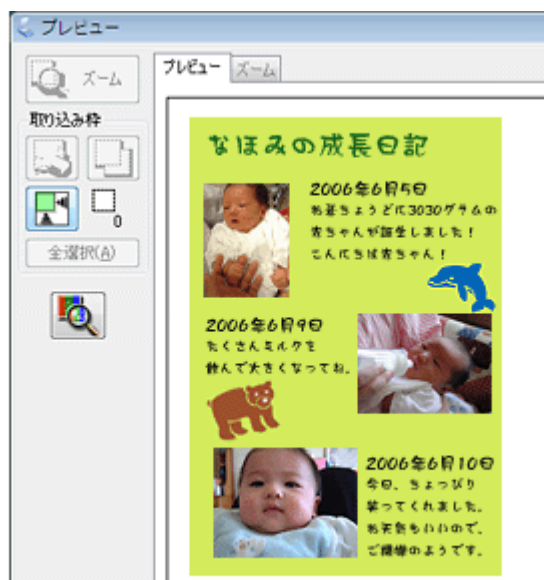 プレビュー
ズーム
プレビュー
ズーム
取り込み枠
0
全選択(A)
なほみの成長日記
2006年6月5日
お昼ちょうどに3030グラムの
赤ちゃんが誕生しました！
こんにちは赤ちゃん！
2006年6月9日
たくさんミルクを
飲んで大きくなってね。
2006年6月10日
今日、ちょっぴり
笑ってくれました。
お天気もいいので、
ご機嫌のようです。